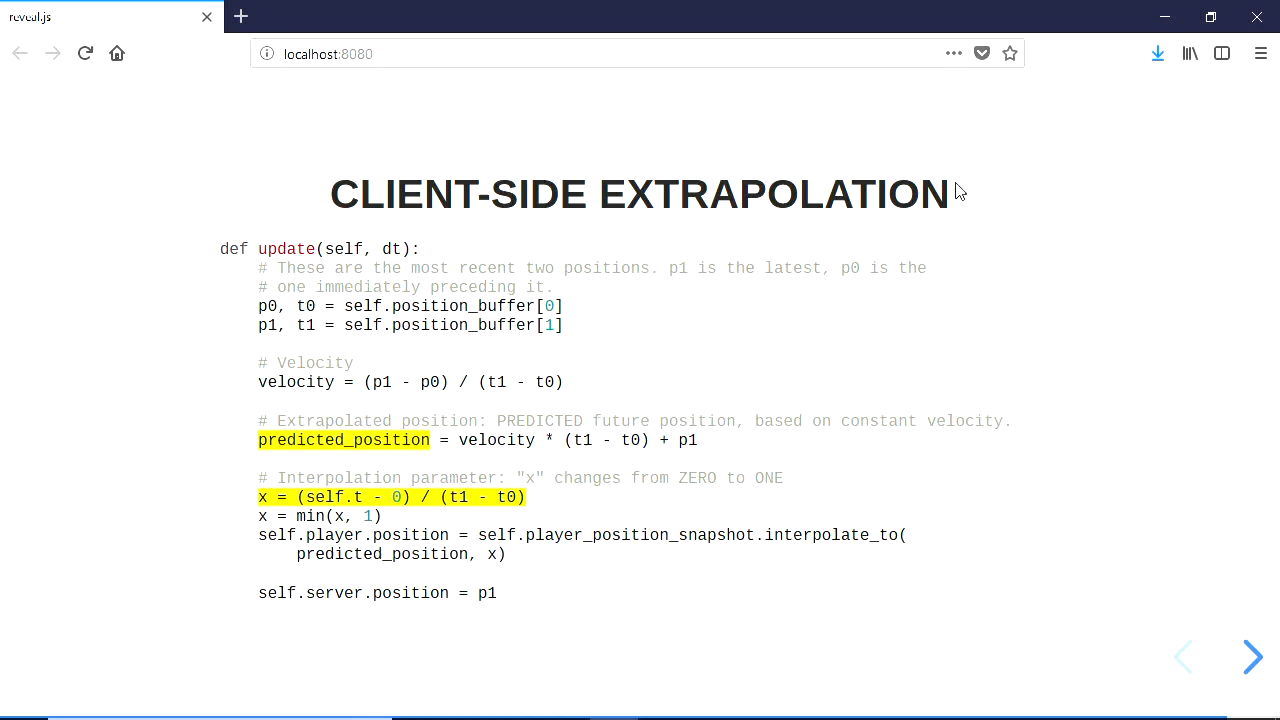 reveal.js
localhost:8080
CLIENT-SIDE EXTRAPOLATION
def update(self, dt):
# These are the most recent two positions. p1 is the latest, p0 is the
# one immediately preceding it.
p0, t0 = self.position_buffer[0]
p1, t1 = self.position_buffer[1]
# Velocity
velocity = (p1 - p0) / (t1 - t0)
# Extrapolated position: PREDICTED future position, based on constant velocity.
predicted_position = velocity * (t1 - t0) + p1
# Interpolation parameter: "x" changes from ZERO to ONE
x = (self.t - 0) / (t1 - t0)
x = min(x, 1)
self.player.position = self.player_position_snapshot.interpolate_to(
predicted_position, x)
self.server.position = p1